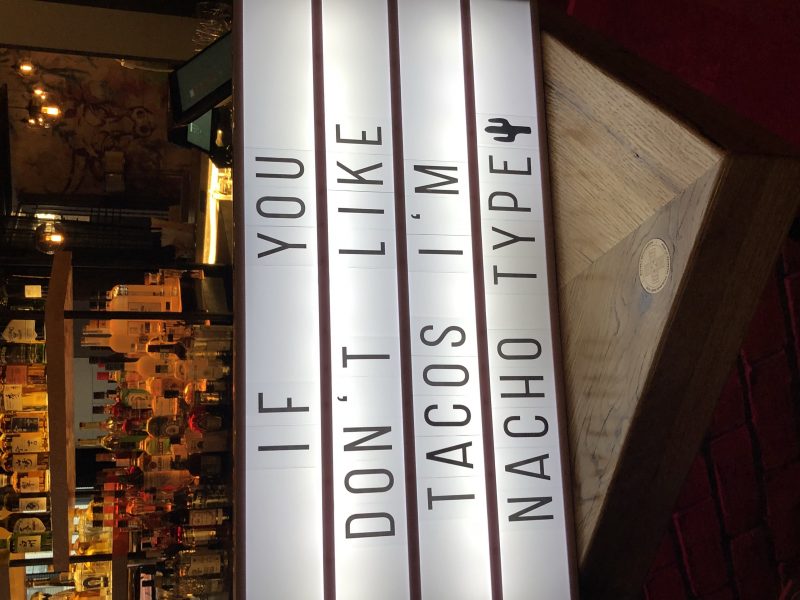 IF YOU
DON'T LIKE
TACOS I'M
NACHO TYPE